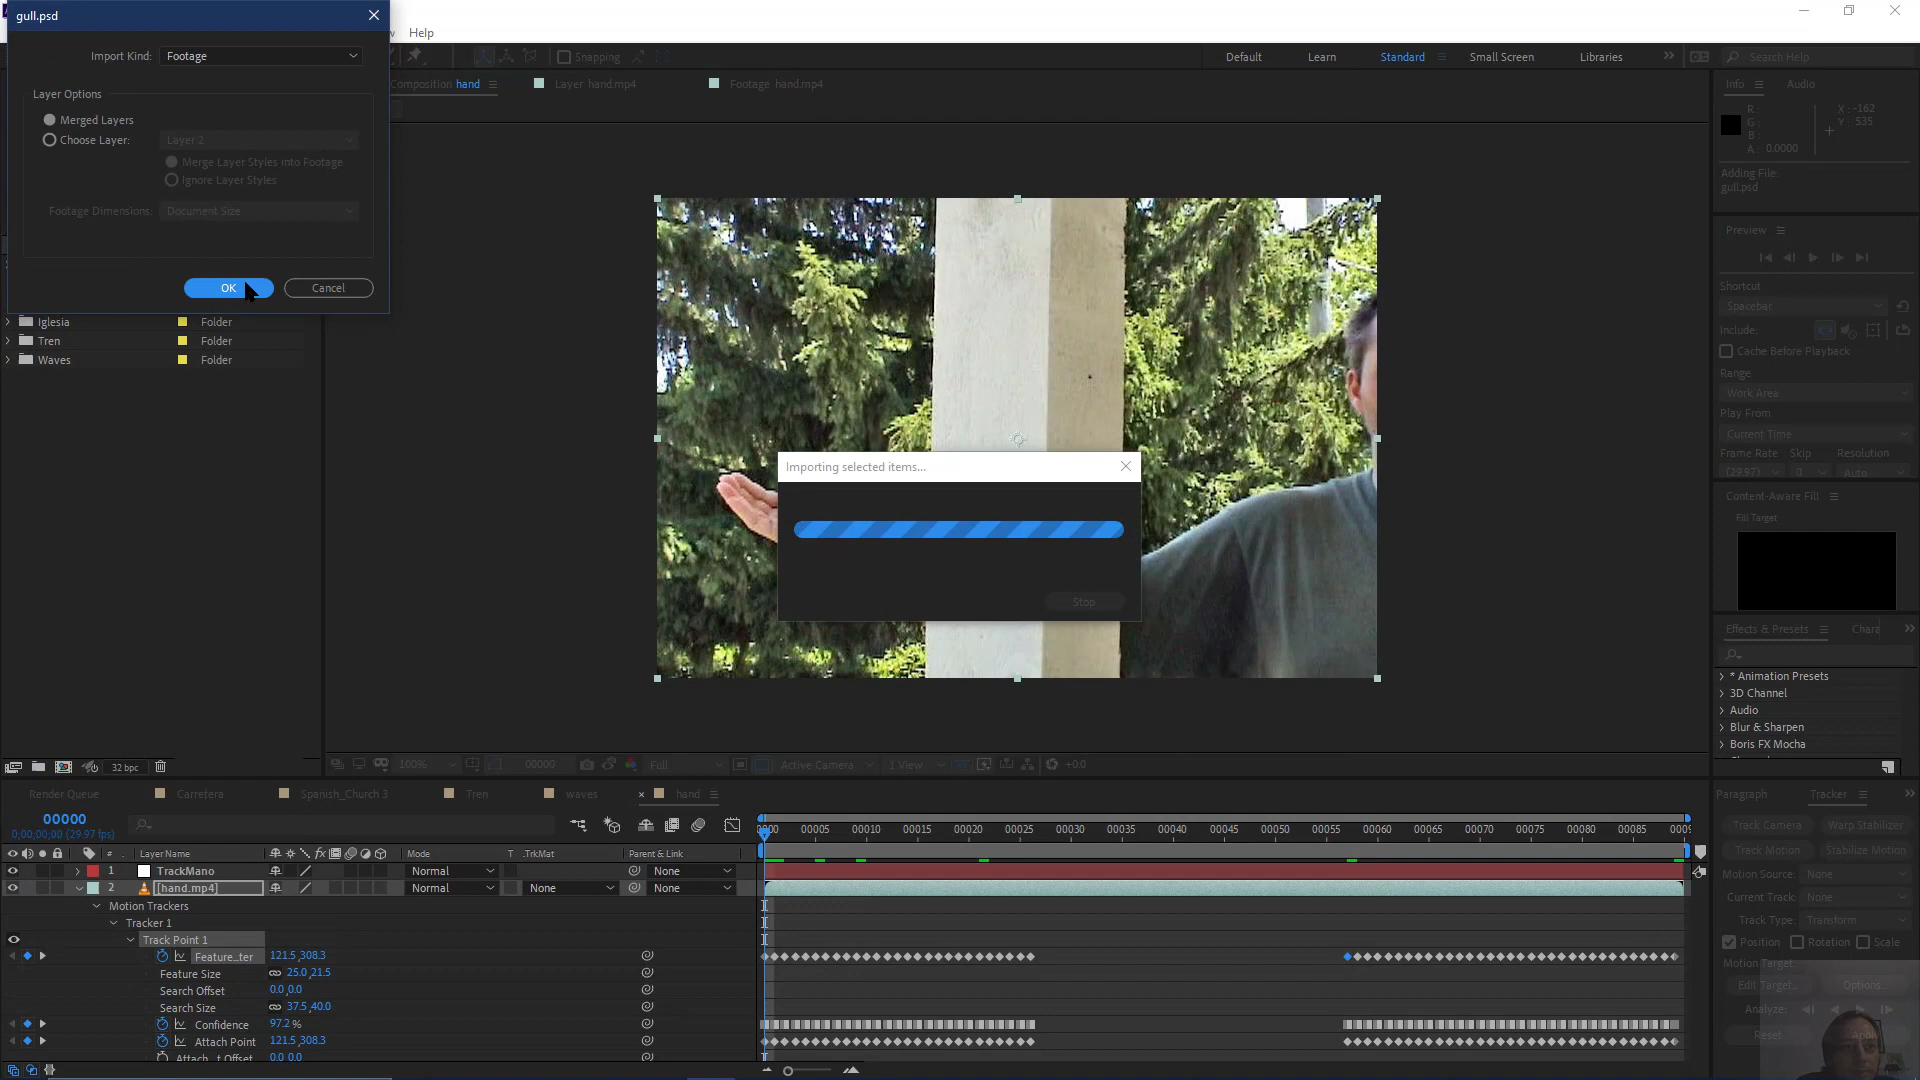 gull.psd
Help
Import Kind: Footage
Snapping
Default Learn Standard Small Screen Libraries
Search Help
Composition hand
Layer hand.mp4
Footage hand.mp4
Info Audio
Layer Options
Merged Layers
Choose Layer: Layer 2
Merge Layer Styles into Footage
Ignore Layer Styles
Footage Dimensions: Document Size
OK Cancel
R : X : -162
G : Y : 535
B :
A : 0.0000
Adding File:
gull.psd
Preview
Shortcut
Spacebar
Include:
Cache Before Playback
Range
Work Area
Play From
Current Time
Frame Rate Skip Resolution
(29.97) 0 Auto
Content-Aware Fill
Fill Target
Iglesia Folder
Tren Folder
Waves Folder
Importing selected items...
Stop
Effects & Presets Chara
* Animation Presets
3D Channel
Audio
Blur & Sharpen
Boris FX Mocha
32 bpc
100% 00000 Full Active Camera 1 View +0.0
Render Queue Carretera Spanish_Church 3 Tren waves × hand
Paragraph Tracker
00000
0;00;00;00 (29.97 fps)
00005 00010 00015 00020 00025 00030 00035 00040 00045 00050 00055 00060 00065 00070 00075 00080 00085
Track Camera Warp Stabilizer
Track Motion Stabilize Motion
Motion Source: None
Current Track: None
Track Type: Transform
Position Rotation Scale
Motion Target:
Edit Target... Options...
Analyze:
Reset Apply
# Layer Name Mode T .TrkMat Parent & Link
1 TrackMano Normal None
2 [hand.mp4] Normal None None
Motion Trackers
Tracker 1
Track Point 1
Feature...ter 121.5,308.3
Feature Size 25.0,21.5
Search Offset 0.0,0.0
Search Size 37.5,40.0
Confidence 97.2 %
Attach Point 121.5,308.3
Attach...t Offset 0.0,0.0